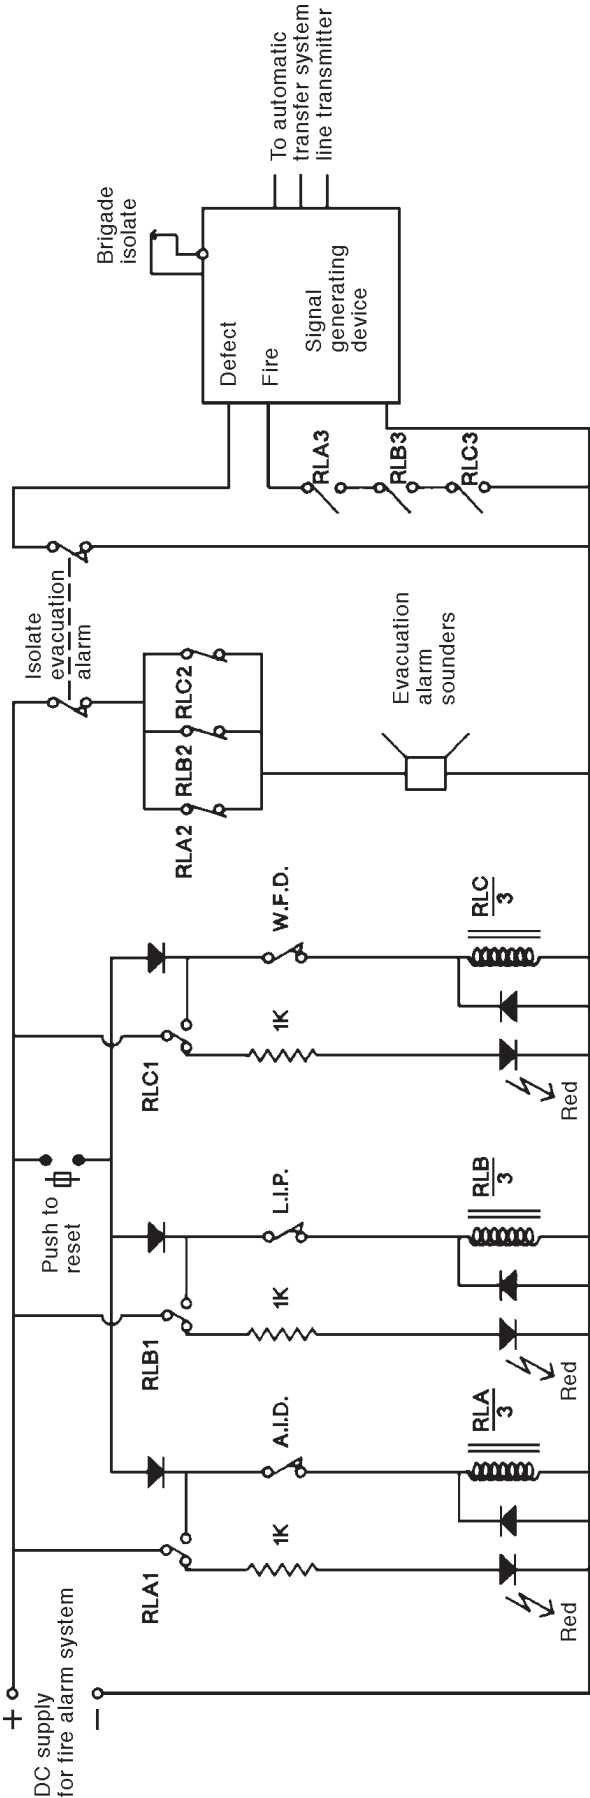 +
DC supply
for fire alarm system
−
Push to
reset
RLA1
RLB1
RLC1
1K
1K
1K
A.I.D.
L.I.P.
W.F.D.
Red
Red
Red
RLA
3
RLB
3
RLC
3
Isolate
evacuation
alarm
RLA2
RLB2
RLC2
Evacuation
alarm
sounders
RLA3
RLB3
RLC3
Brigade
isolate
Defect
Fire
Signal
generating
device
To automatic
transfer system
line transmitter